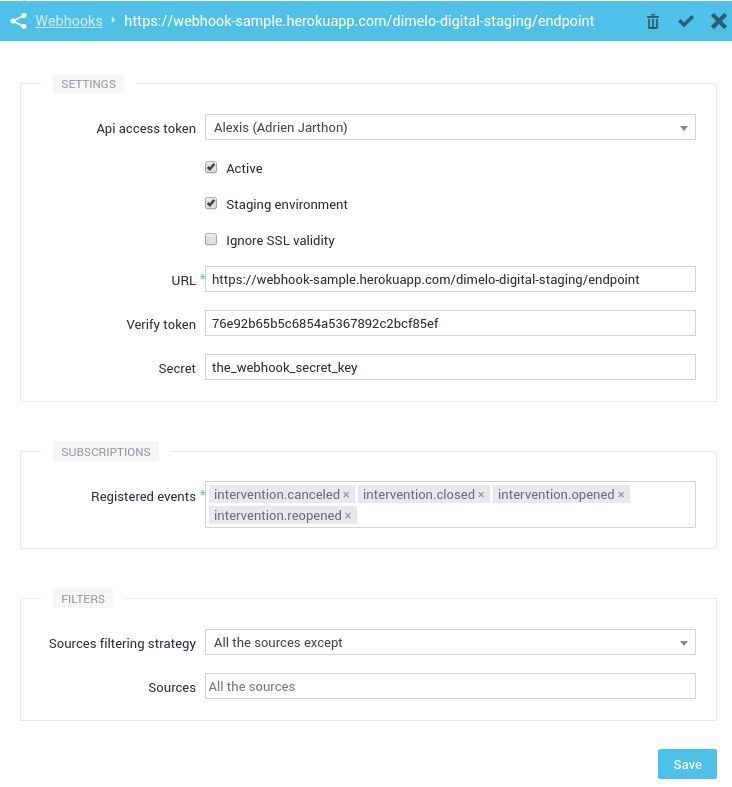 Webhooks https://webhook-sample.herokuapp.com/dimelo-digital-staging/endpoint
SETTINGS
Api access token Alexis (Adrien Jarthon)
Active
Staging environment
Ignore SSL validity
URL * https://webhook-sample.herokuapp.com/dimelo-digital-staging/endpoint
Verify token 76e92b65b5c6854a5367892c2bcf85ef
Secret the_webhook_secret_key
SUBSCRIPTIONS
Registered events * intervention.canceled × intervention.closed × intervention.opened ×
intervention.reopened ×
FILTERS
Sources filtering strategy All the sources except
Sources All the sources
Save